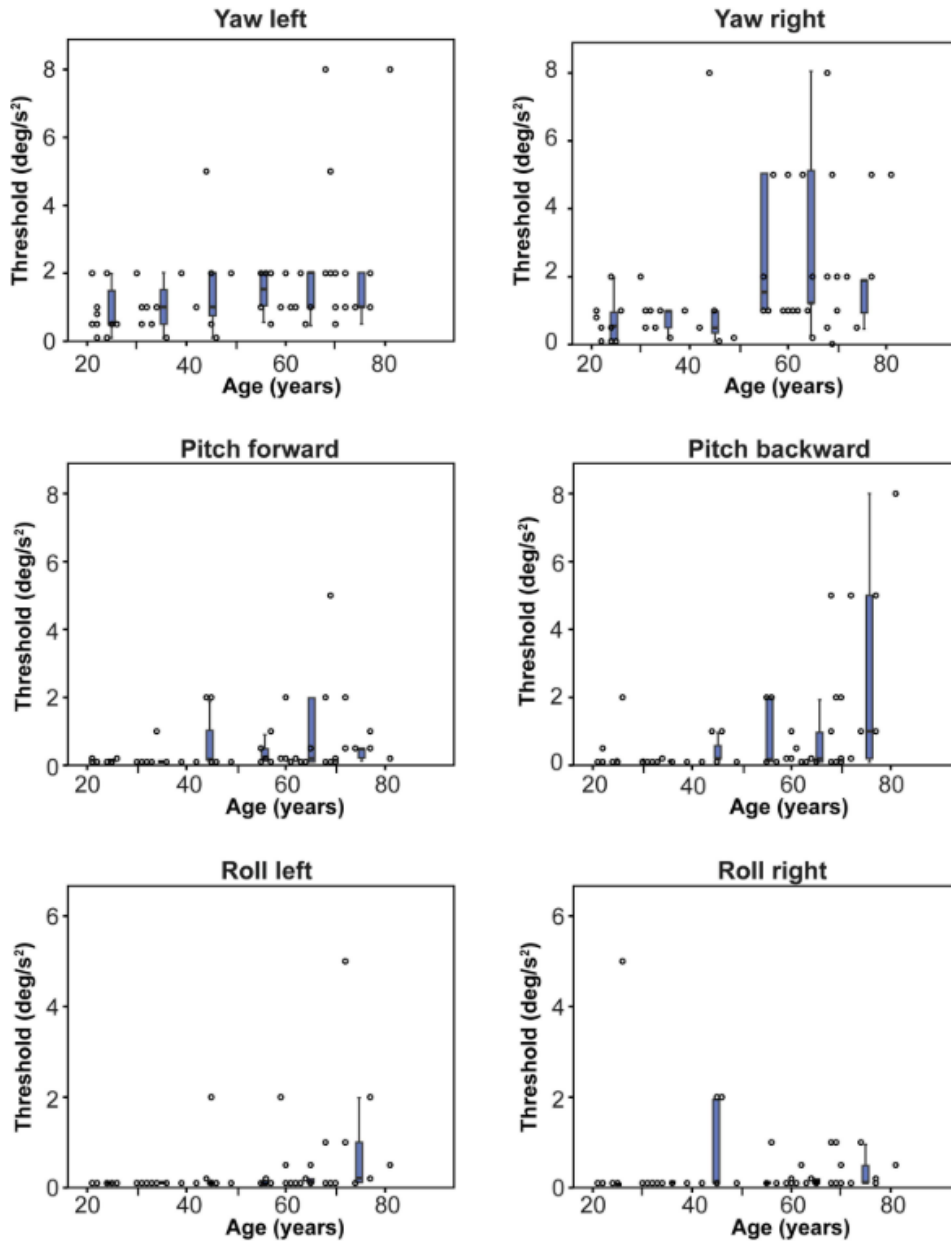 Yaw left
8
6
4
2
0
20 40 60 80
Age (years)
Threshold (deg/s²)
Yaw right
8
6
4
2
0
20 40 60 80
Age (years)
Threshold (deg/s²)
Pitch forward
8
6
4
2
0
20 40 60 80
Age (years)
Threshold (deg/s²)
Pitch backward
8
6
4
2
0
20 40 60 80
Age (years)
Threshold (deg/s²)
Roll left
6
4
2
0
20 40 60 80
Age (years)
Threshold (deg/s²)
Roll right
6
4
2
0
20 40 60 80
Age (years)
Threshold (deg/s²)